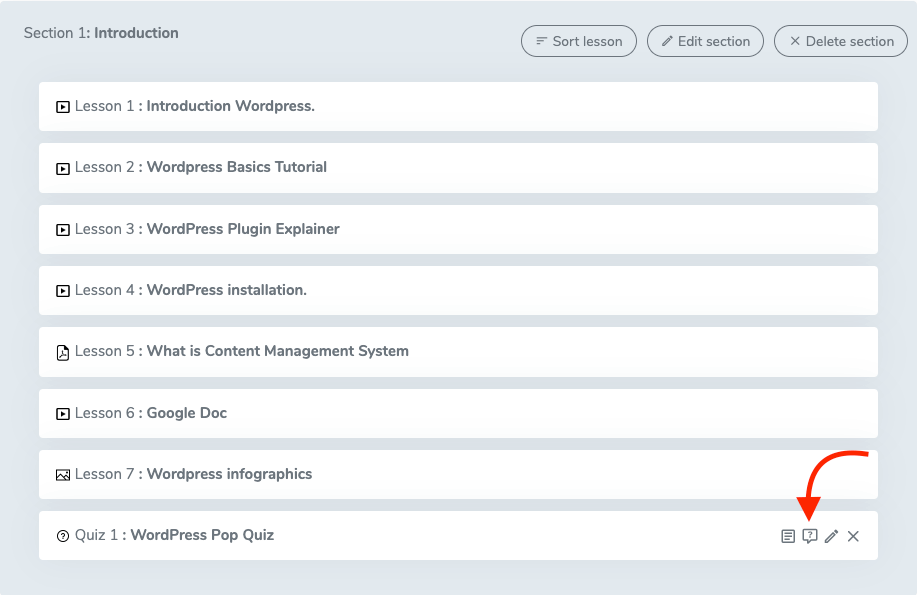 Section 1: Introduction
Sort lesson
Edit section
Delete section
Lesson 1 : Introduction Wordpress.
Lesson 2 : Wordpress Basics Tutorial
Lesson 3 : WordPress Plugin Explainer
Lesson 4 : WordPress installation.
Lesson 5 : What is Content Management System
Lesson 6 : Google Doc
Lesson 7 : Wordpress infographics
Quiz 1 : WordPress Pop Quiz